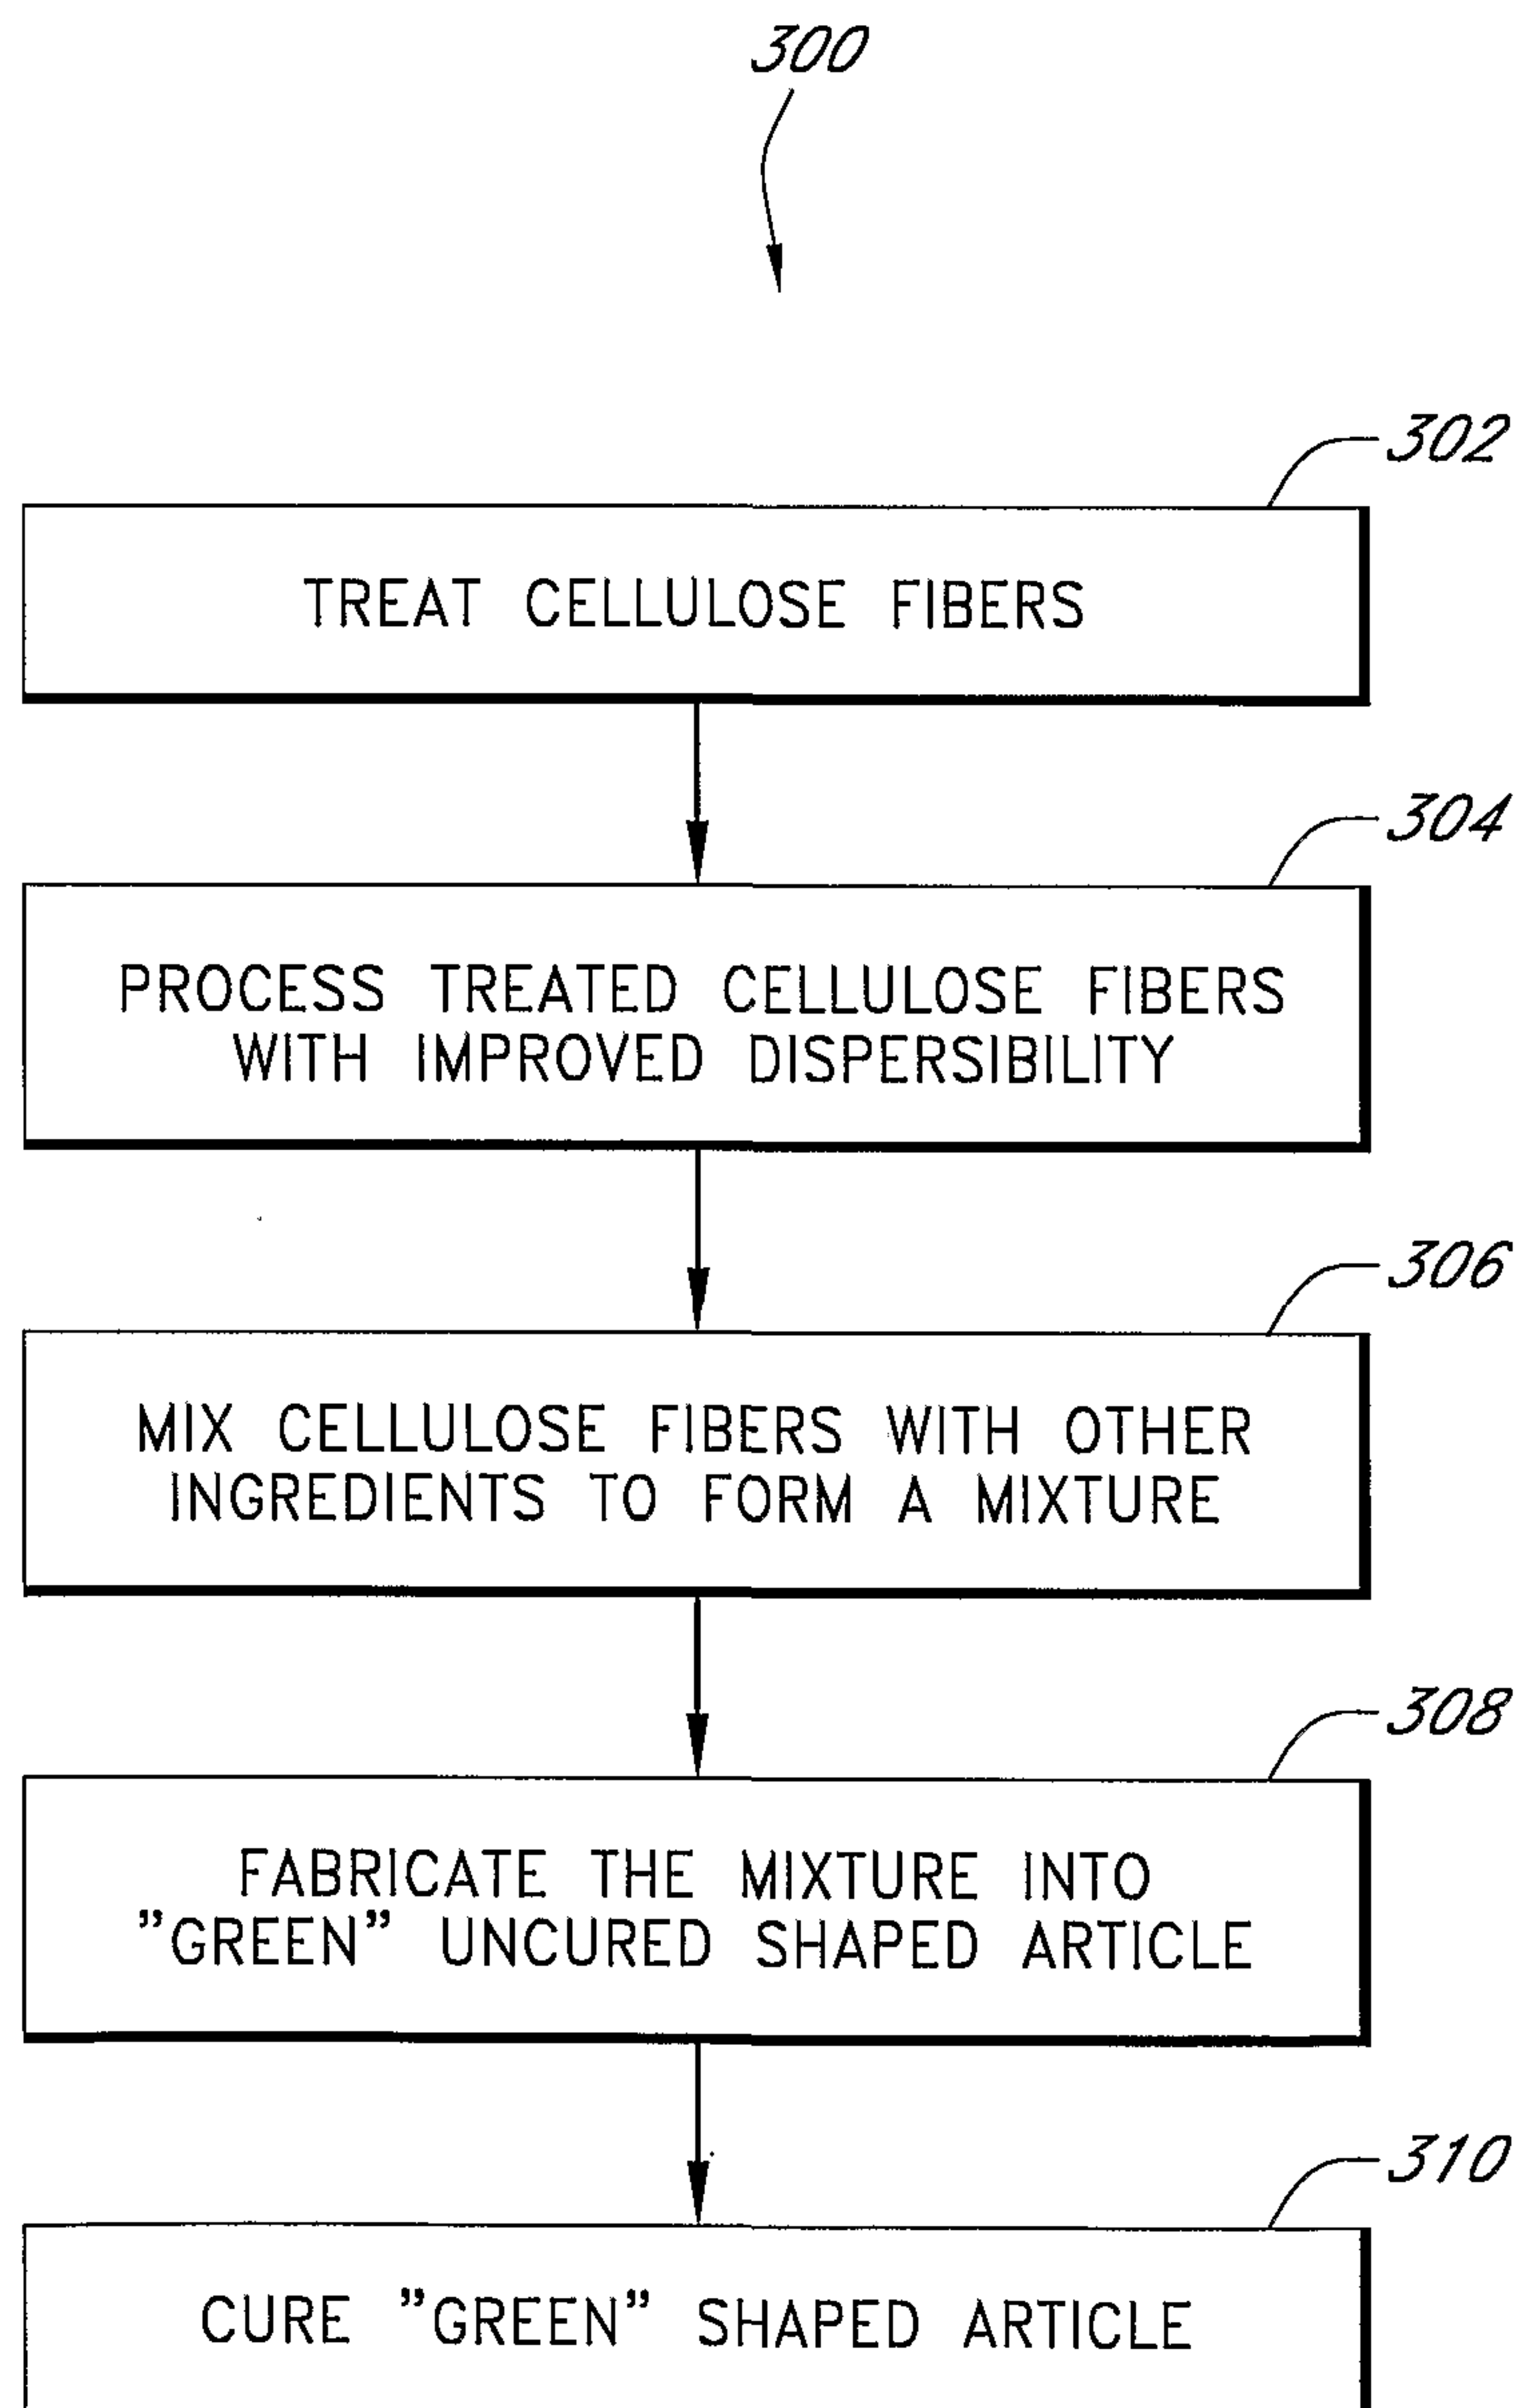 300
302
TREAT CELLULOSE FIBERS
304
PROCESS TREATED CELLULOSE FIBERS
WITH IMPROVED DISPERSIBILITY
306
MIX CELLULOSE FIBERS WITH OTHER
INGREDIENTS TO FORM A MIXTURE
308
FABRICATE THE MIXTURE INTO
”GREEN” UNCURED SHAPED ARTICLE
310
CURE ”GREEN” SHAPED ARTICLE